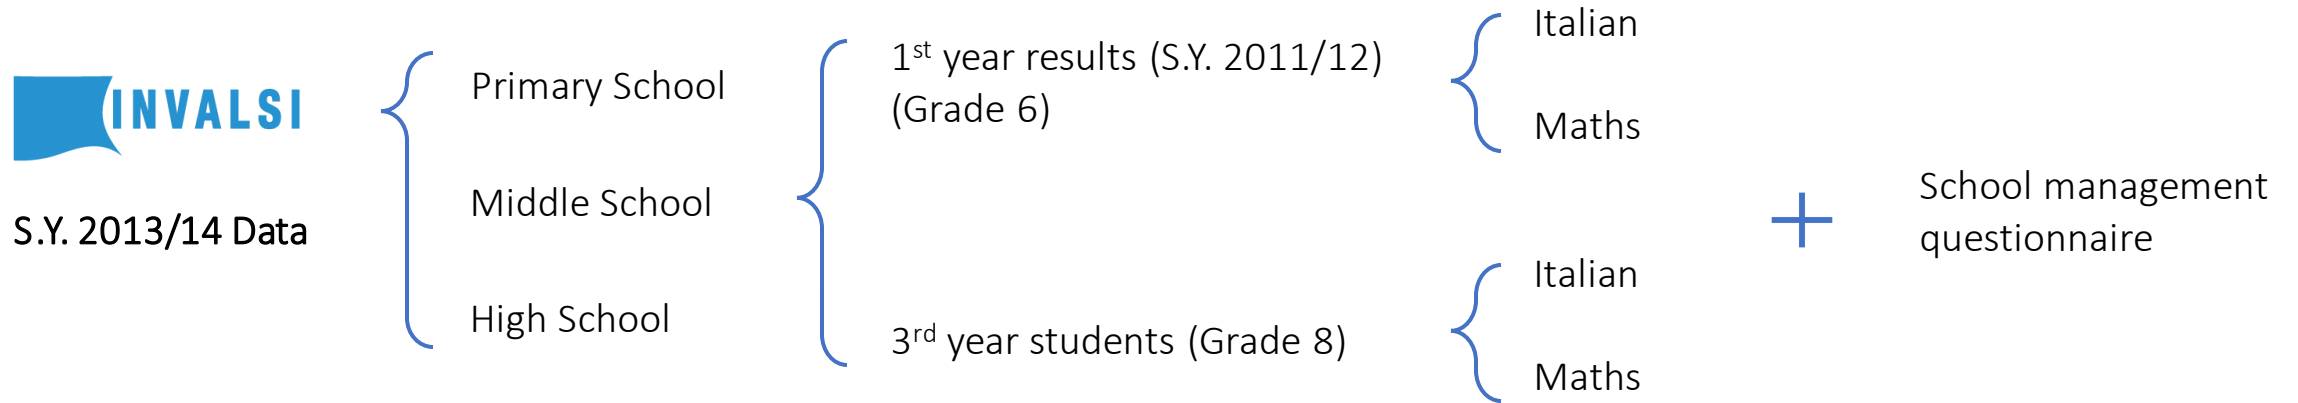 INVALSI
S.Y. 2013/14 Data
Primary School
Middle School
High School
1st year results (S.Y. 2011/12)
(Grade 6)
3rd year students (Grade 8)
Italian
Maths
Italian
Maths
+
School management
questionnaire